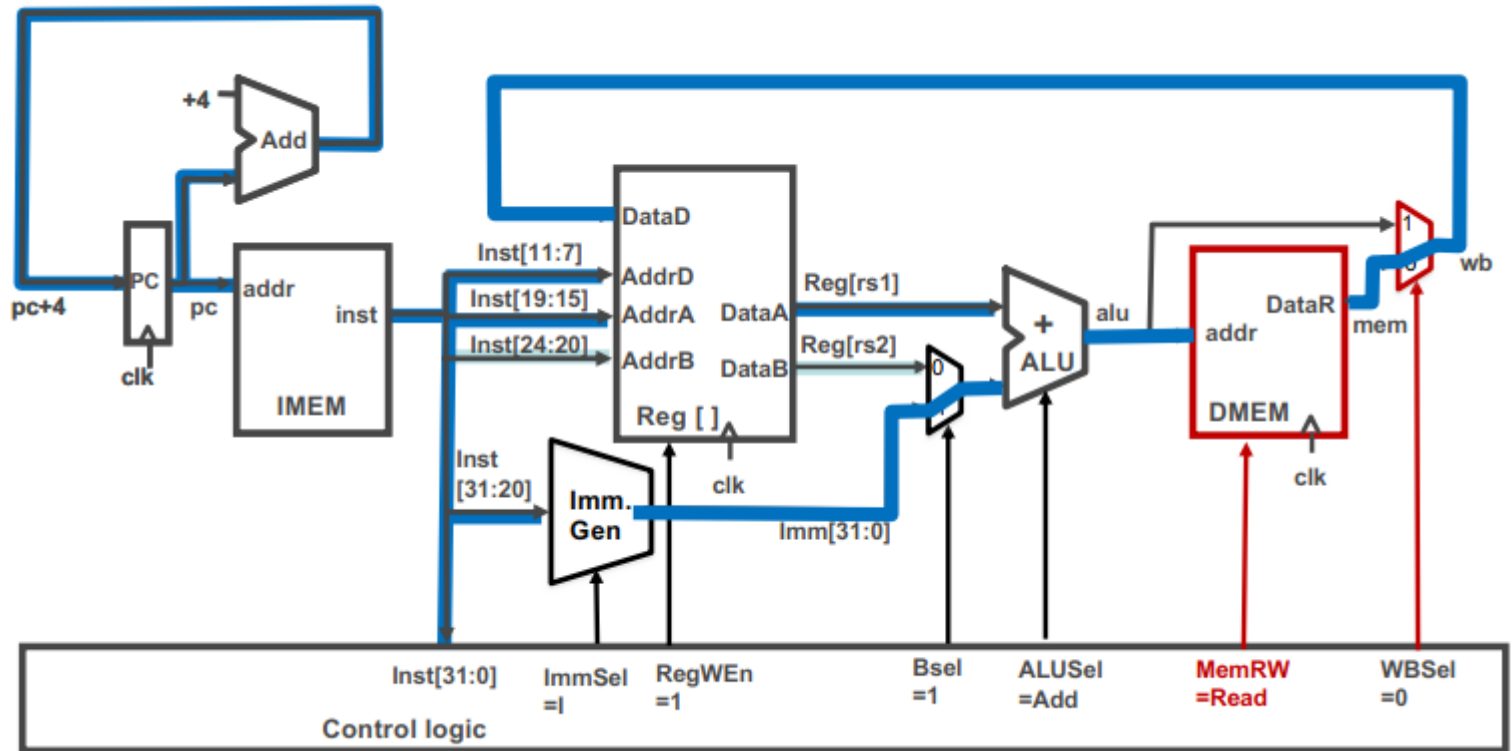 +4
Add
DataD
1
0
wb
Inst[11:7]
PC
pc+4
pc
addr
inst
AddrD
Inst[19:15]
AddrA
DataA
Reg[rs1]
+
ALU
alu
addr
DataR
mem
Inst[24:20]
AddrB
DataB
Reg[rs2]
0
1
clk
IMEM
Reg [ ]
DMEM
clk
clk
Inst
[31:20]
Imm.
Gen
Imm[31:0]
Inst[31:0]
ImmSel
=I
RegWEn
=1
Bsel
=1
ALUSel
=Add
MemRW
=Read
WBSel
=0
Control logic